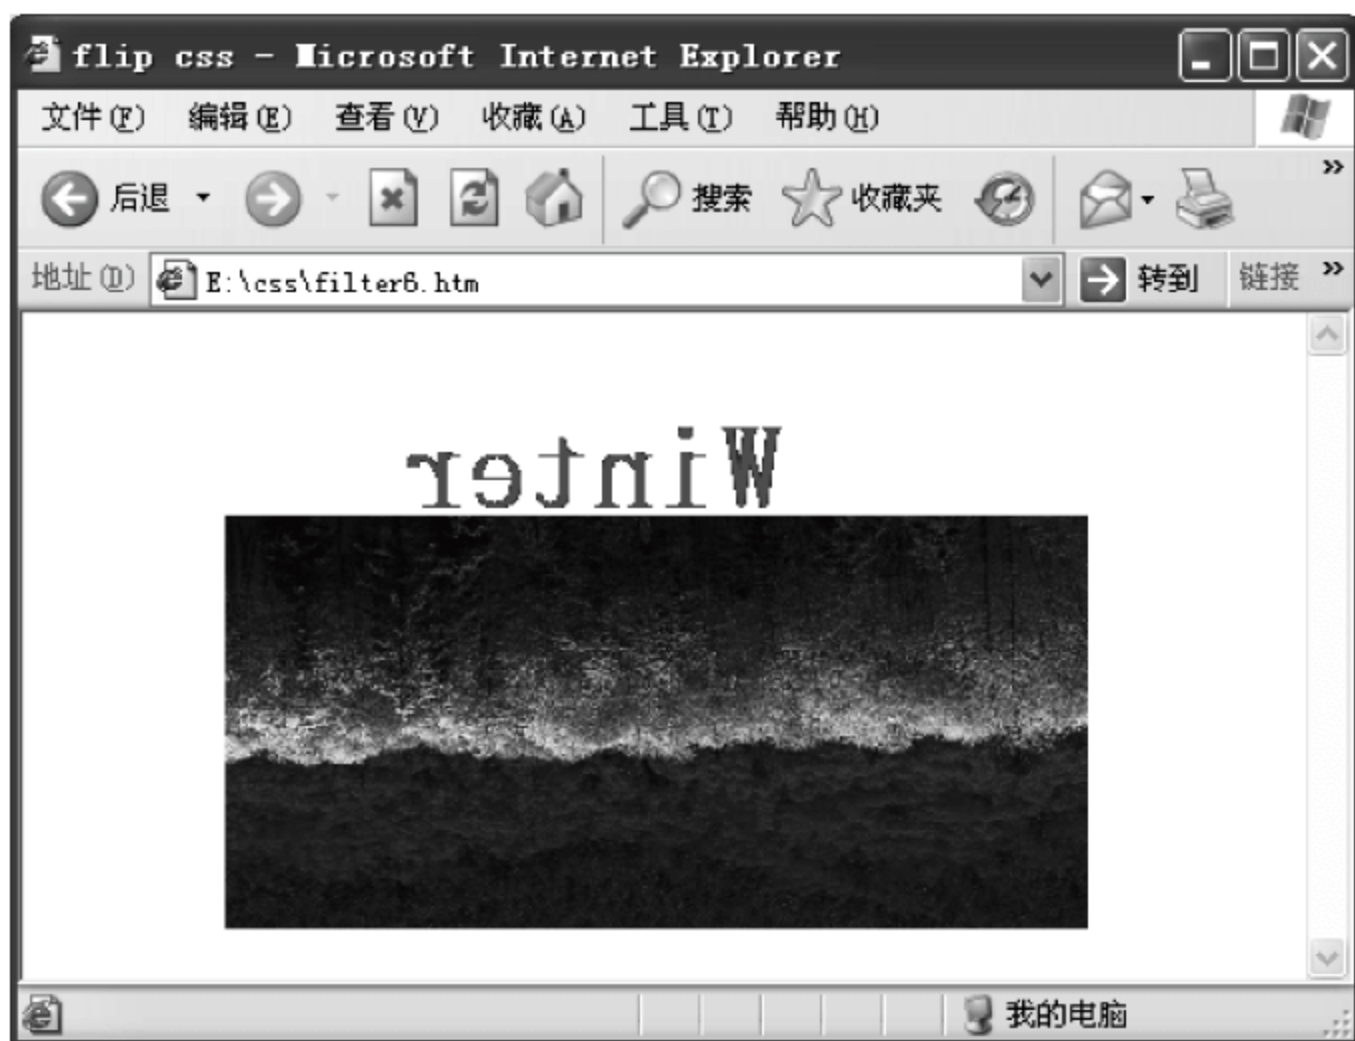 flip css - Microsoft Internet Explorer
文件(F) 编辑(E) 查看(V) 收藏(A) 工具(T) 帮助(H)
后退 搜索 收藏夹
地址(D) E:\css\filter6.htm 转到 链接
Winter
我的电脑